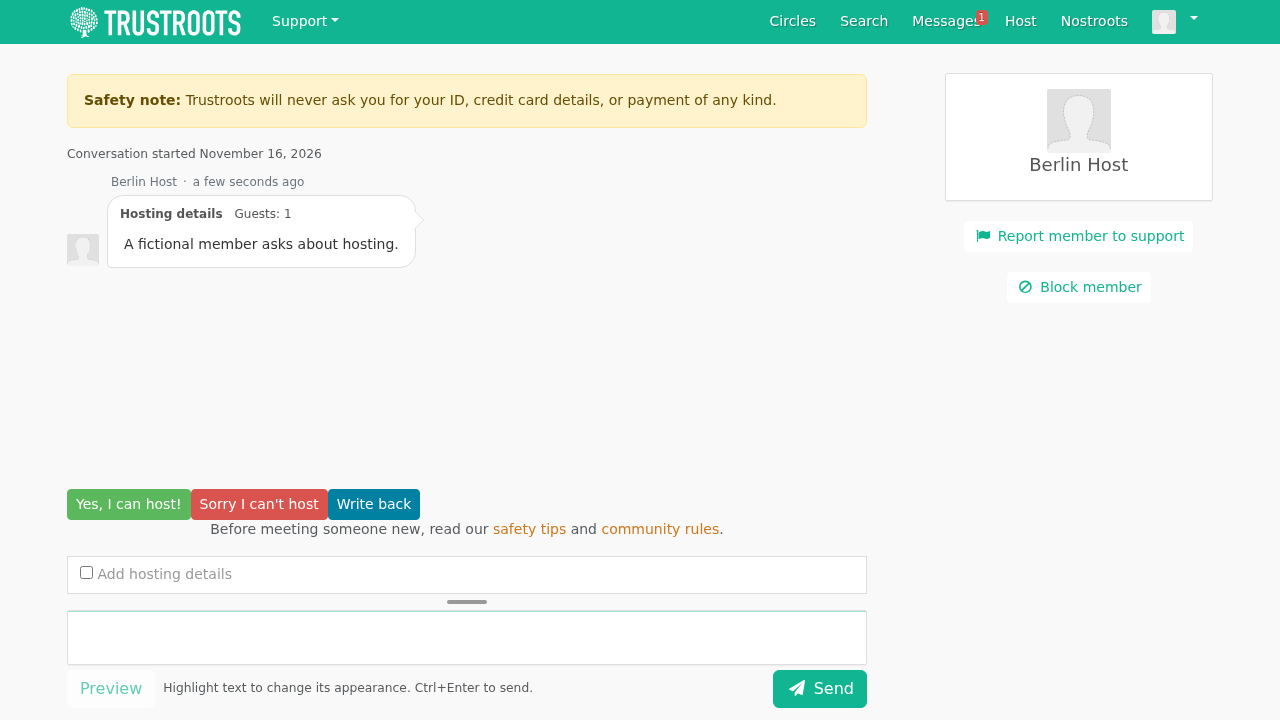 TRUSTROOTS Support Circles Search Messages 1 Host Nostroots
Safety note: Trustroots will never ask you for your ID, credit card details, or payment of any kind.
Conversation started November 16, 2026
Berlin Host · a few seconds ago
Hosting details Guests: 1
A fictional member asks about hosting.
Berlin Host
Report member to support
Block member
Yes, I can host! Sorry I can't host Write back
Before meeting someone new, read our safety tips and community rules.
Add hosting details
Preview Highlight text to change its appearance. Ctrl+Enter to send. Send